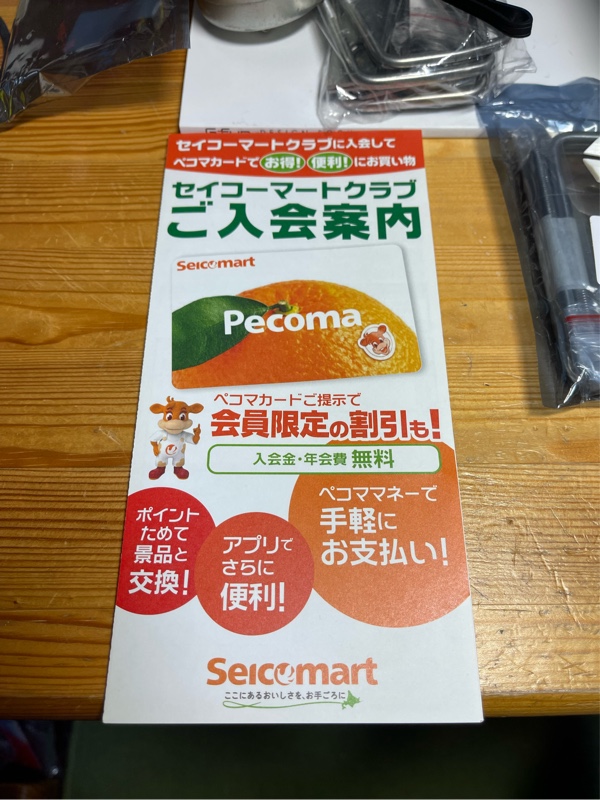 セイコーマートクラブに入会して
ペコマカードで お得! 便利! にお買い物
セイコーマートクラブ
ご入会案内
Seicomart
Pecoma
ペコマカードご提示で
会員限定の割引も!
入会金・年会費 無料
ポイント
ためて
景品と
交換!
アプリで
さらに
便利!
ペコママネーで
手軽に
お支払い!
Seicomart
ここにあるおいしさを、お手ごろに